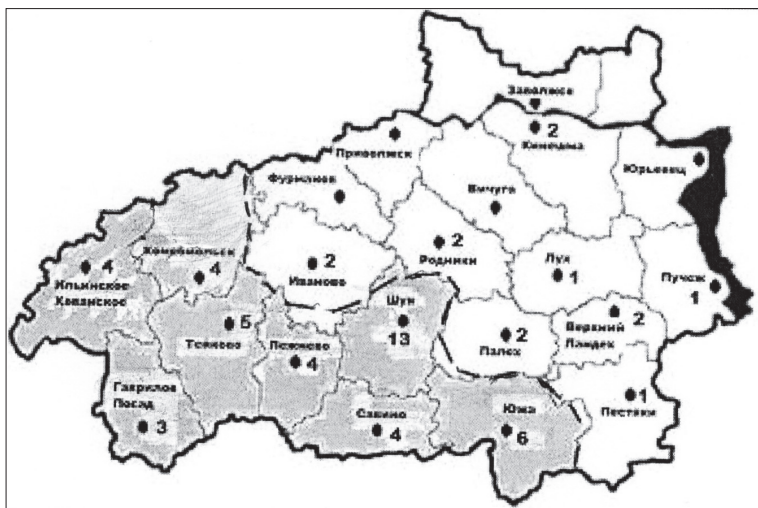 Заволжск
2
Кинешма
Приволжск
Юрьевец
Фурманов
Вичуга
2
Родники
Лух
1
Пучеж
1
2
Иваново
4
Ильинское
Хованское
Комсомольск
4
Шуя
13
5
Тейково
Лежнево
4
2
Палех
Верхний
Ландех
2
Гаврилов
Посад
3
Савино
4
Южа
6
1
Пестяки